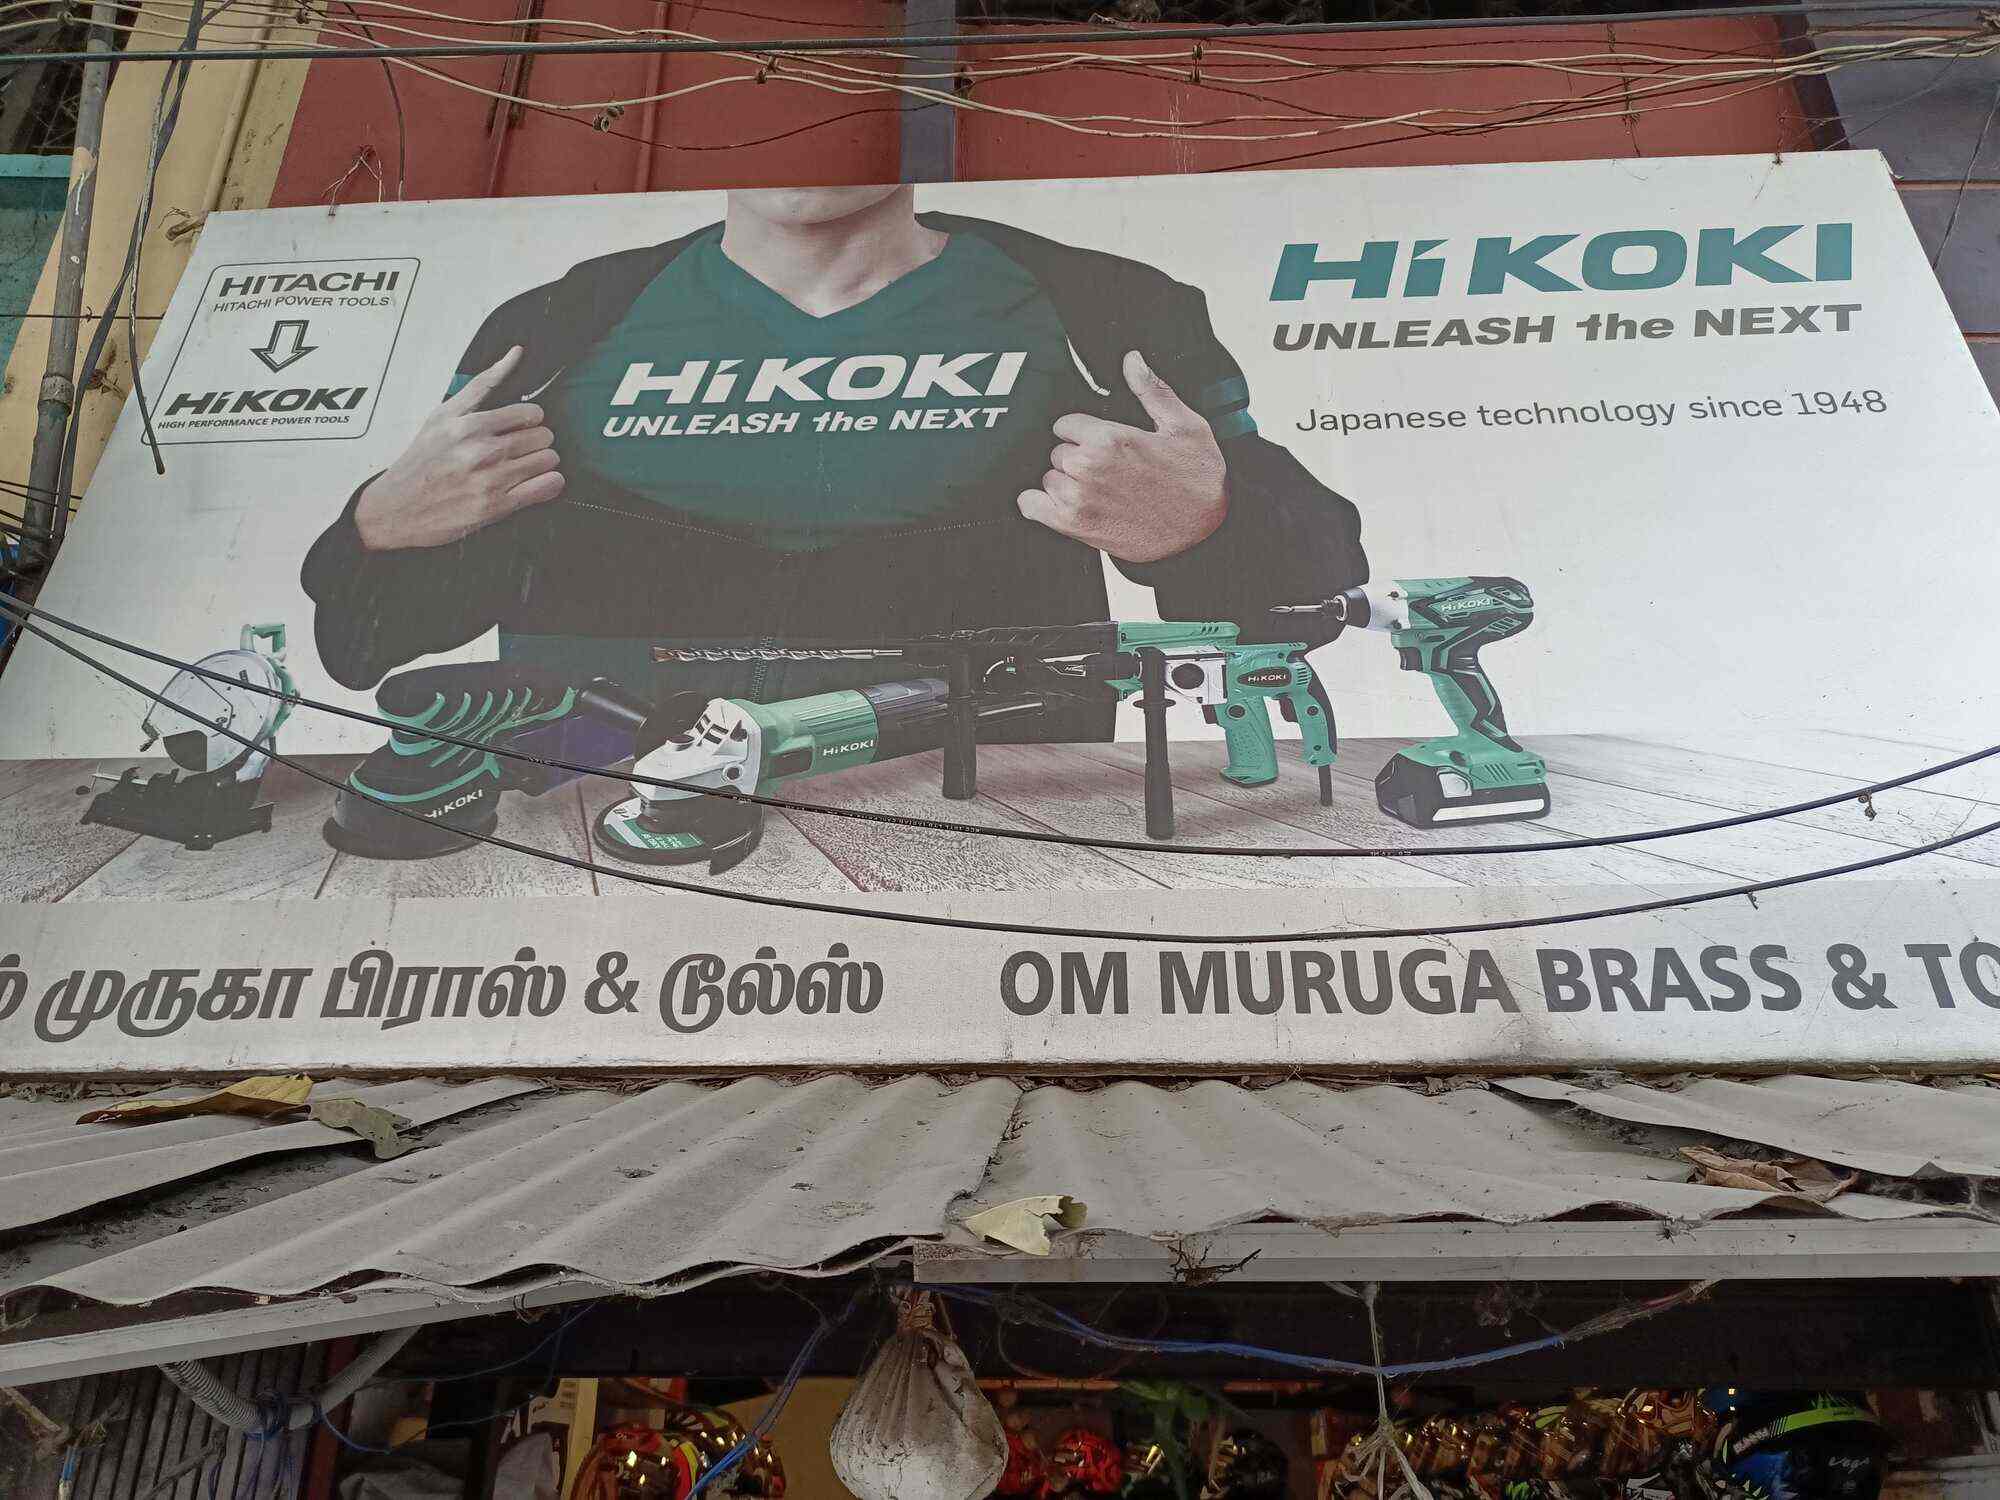 HITACHI
HITACHI POWER TOOLS
HiKOKI
HIGH PERFORMANCE POWER TOOLS
HiKOKI
UNLEASH the NEXT
HiKOKI
UNLEASH the NEXT
Japanese technology since 1948
HiKOKI
HiKOKI
HiKOKI
HiKOKI
முருகா பிராஸ் & டூல்ஸ் OM MURUGA BRASS &
Vega